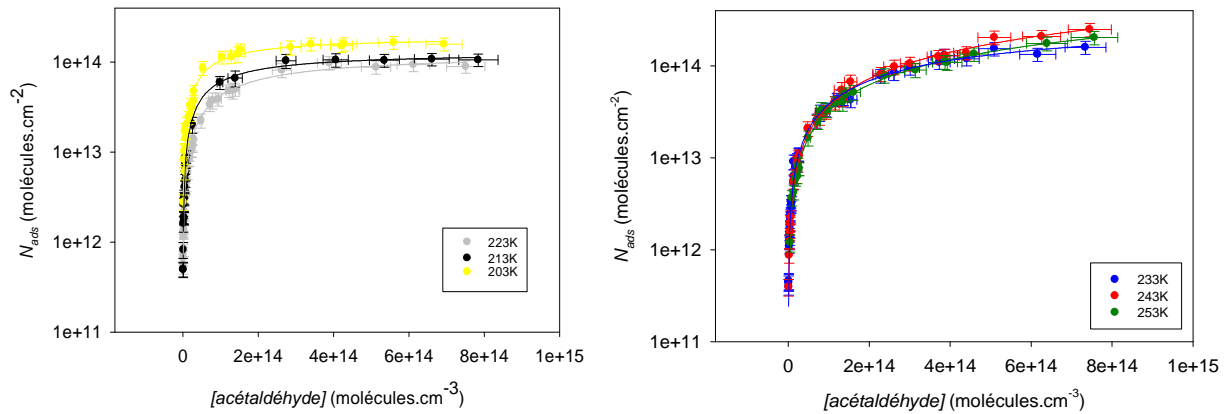 1e+14
1e+13
1e+12
1e+11
N_ads (molécules.cm-2)
223K
213K
203K
0 2e+14 4e+14 6e+14 8e+14 1e+15
[acétaldéhyde] (molécules.cm-3)
1e+14
1e+13
1e+12
1e+11
N_ads (molécules.cm-2)
233K
243K
253K
0 2e+14 4e+14 6e+14 8e+14 1e+15
[acétaldéhyde] (molécules.cm-3)